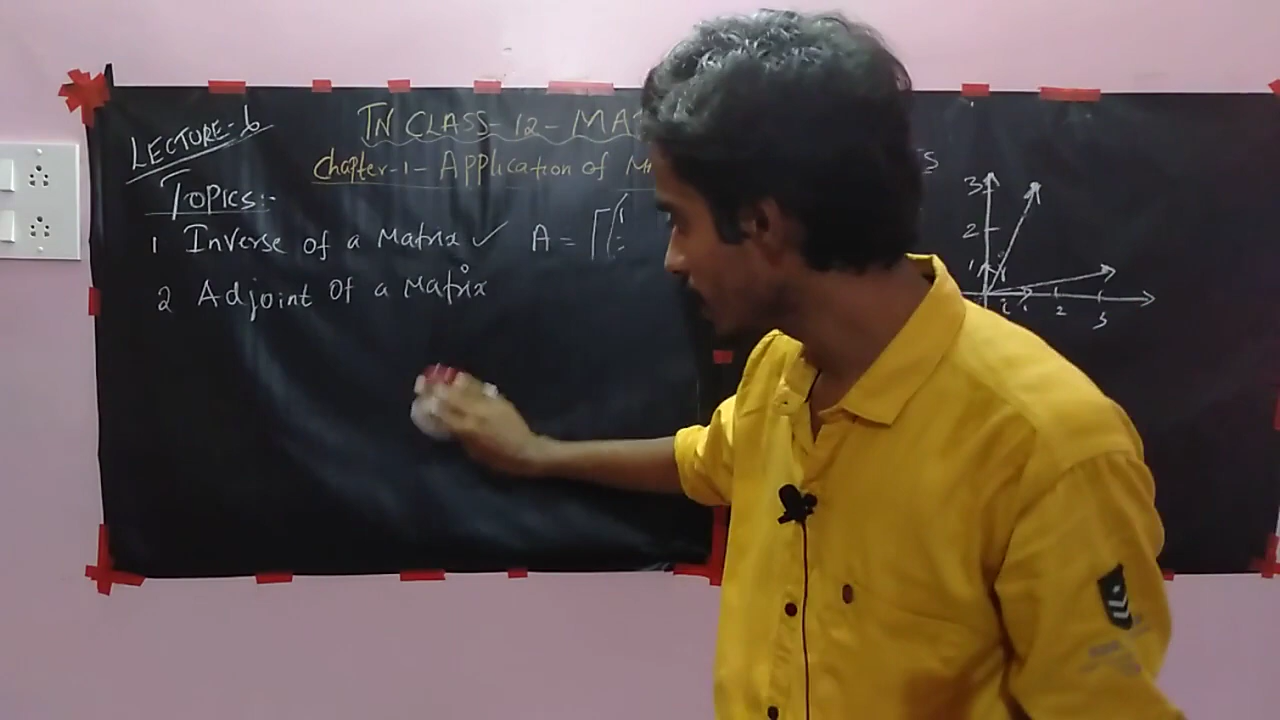 LECTURE-6
TN CLASS-12-MA
Chapter-1-Application of M
Topics:-
1 Inverse of a Matrix ✓ A = [
2 Adjoint of a Matrix
S
3
2
1
1 2 3